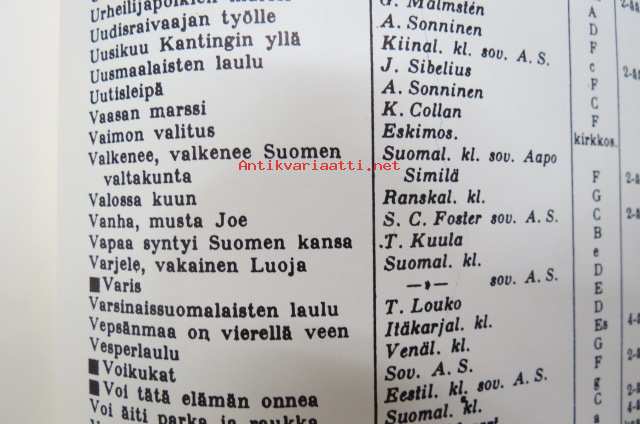 Urheilijapoikien
G. Malmstén A
Uudisraivaajan työlle A. Sonninen D
Uusikuu Kantingin yllä Kiinal. kl. sov. A. S. F
Uusmaalaisten laulu J. Sibelius c
Uutisleipä A. Sonninen F
Vaasan marssi K. Collan C
Vaimon valitus Eskimos. F
kirkkos.
Valkenee, valkenee Suomen Suomal. kl. sov. Aapo
valtakunta Similä F
Valossa kuun Ranskal. kl. G
Vanha, musta Joe S. C. Foster sov. A. S. C
Vapaa syntyi Suomen kansa T. Kuula B
Varjele, vakainen Luoja Suomal. kl. e
■ Varis —»— sov. A. S. D
E
Varsinaissuomalaisten laulu T. Louko D
Vepsänmaa on vierellä veen Itäkarjal. kl. Es
Vesperlaulu Venäl. kl. G
■ Voikukat Sov. A. S. F
■ Voi tätä elämän onnea Eestil. kl. sov. A. S. g
Voi äiti parka ja Suomal. kl. C
a
Antikvariaatti.net